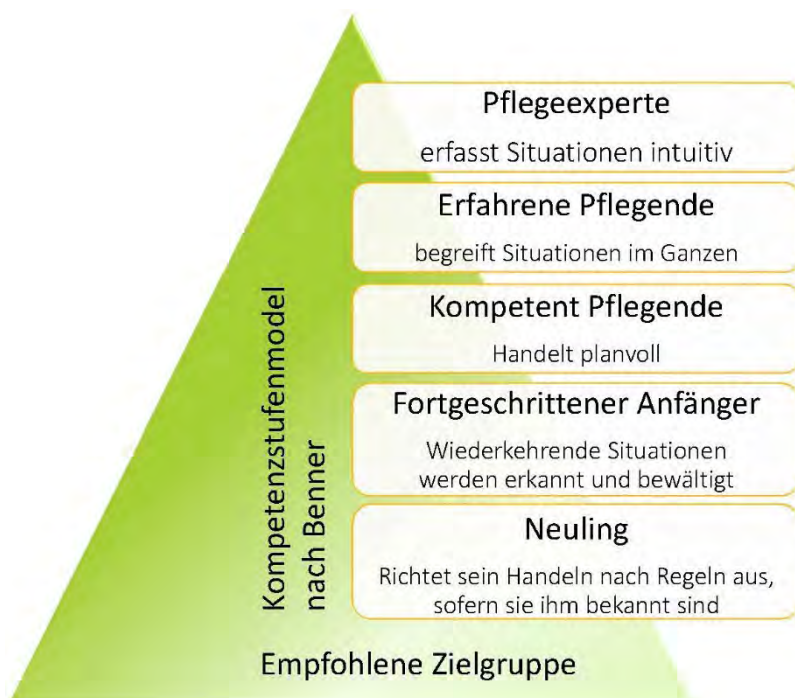 Pflegeexperte
erfasst Situationen intuitiv
Erfahrene Pflegende
begreift Situationen im Ganzen
Kompetent Pflegende
Handelt planvoll
Fortgeschrittener Anfänger
Wiederkehrende Situationen
werden erkannt und bewältigt
Neuling
Richtet sein Handeln nach Regeln aus,
sofern sie ihm bekannt sind
Kompetenzstufenmodel
nach Benner
Empfohlene Zielgruppe